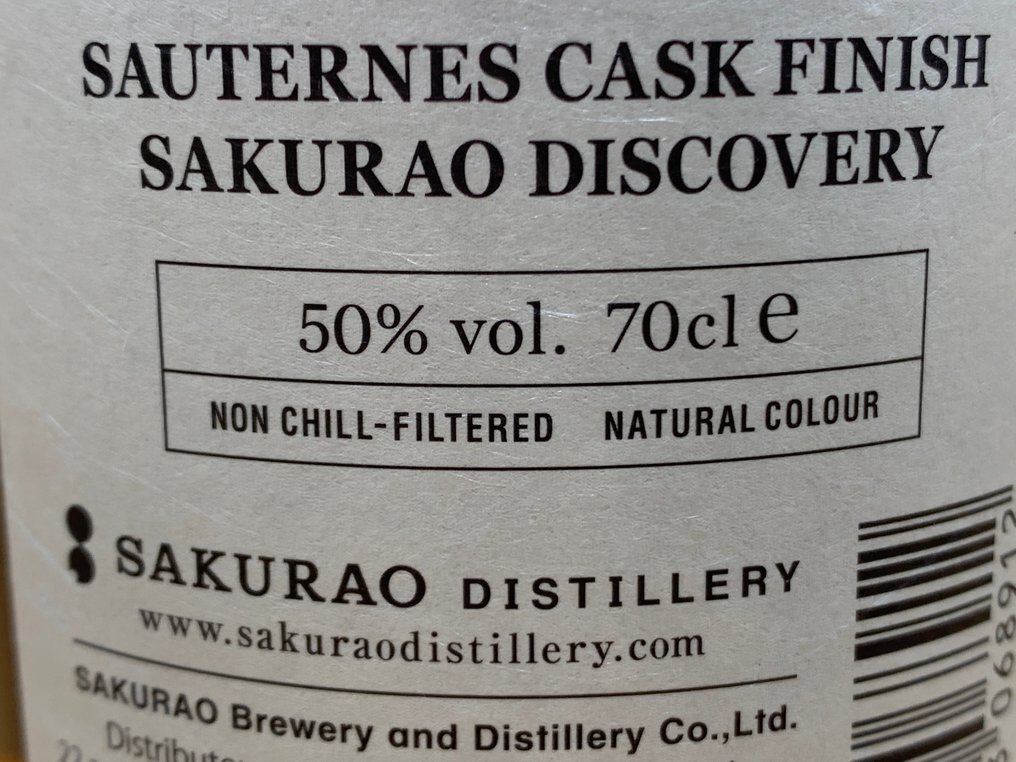 SAUTERNES CASK FINISH
SAKURAO DISCOVERY
50% vol. 70cl e
NON CHILL-FILTERED NATURAL COLOUR
SAKURAO DISTILLERY
www.sakuraodistillery.com
SAKURAO Brewery and Distillery Co.,Ltd.